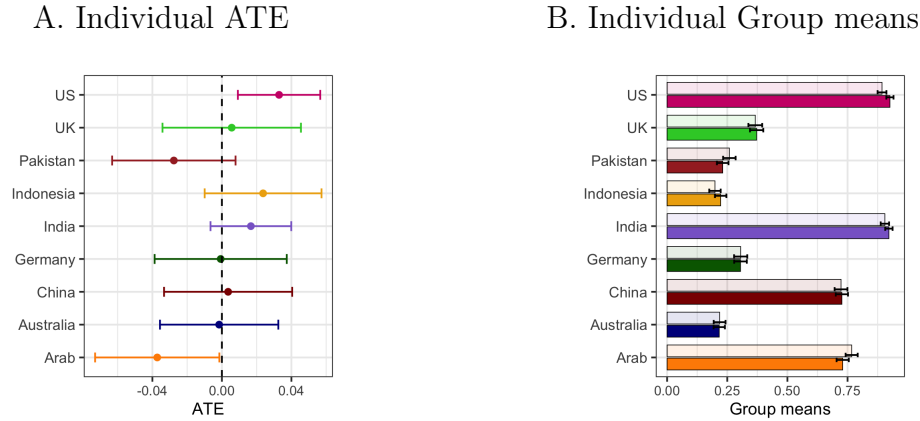 A. Individual ATE
US
UK
Pakistan
Indonesia
India
Germany
China
Australia
Arab
-0.04 0.00 0.04
ATE
B. Individual Group means
US
UK
Pakistan
Indonesia
India
Germany
China
Australia
Arab
0.00 0.25 0.50 0.75
Group means